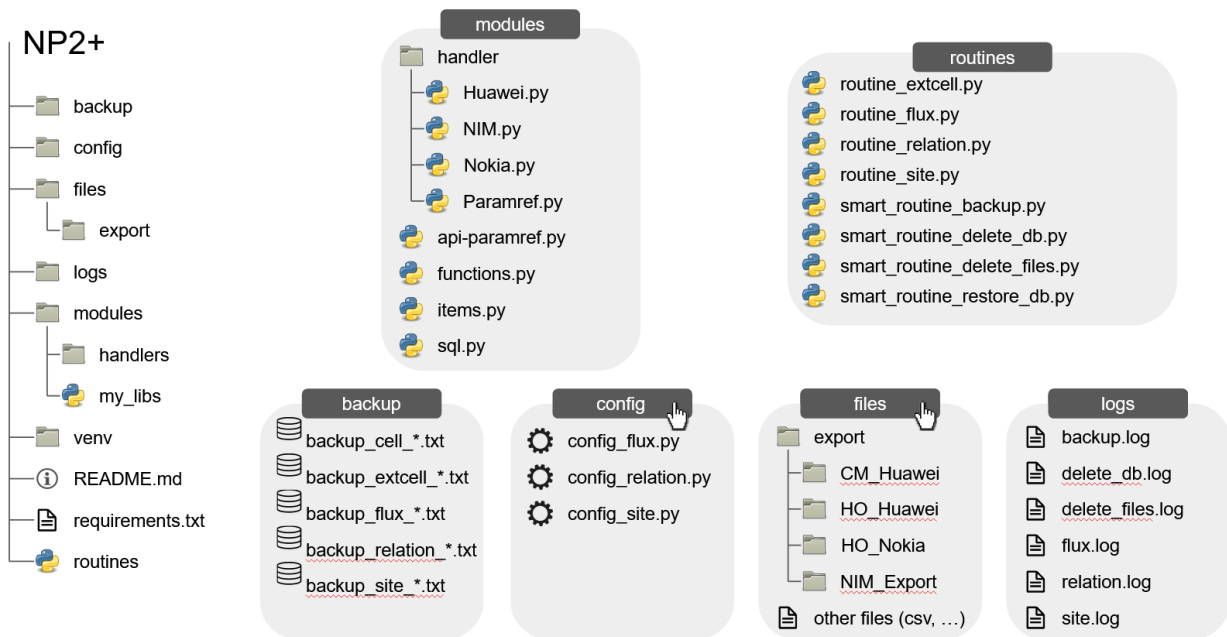 NP2+
backup
config
files
export
logs
modules
handlers
my_libs
venv
README.md
requirements.txt
routines
modules
handler
Huawei.py
NIM.py
Nokia.py
Paramref.py
api-paramref.py
functions.py
items.py
sql.py
routines
routine_extcell.py
routine_flux.py
routine_relation.py
routine_site.py
smart_routine_backup.py
smart_routine_delete_db.py
smart_routine_delete_files.py
smart_routine_restore_db.py
backup
backup_cell_*.txt
backup_extcell_*.txt
backup_flux_*.txt
backup_relation_*.txt
backup_site_*.txt
config
config_flux.py
config_relation.py
config_site.py
files
export
CM_Huawei
HO_Huawei
HO_Nokia
NIM_Export
other files (csv, …)
logs
backup.log
delete_db.log
delete_files.log
flux.log
relation.log
site.log